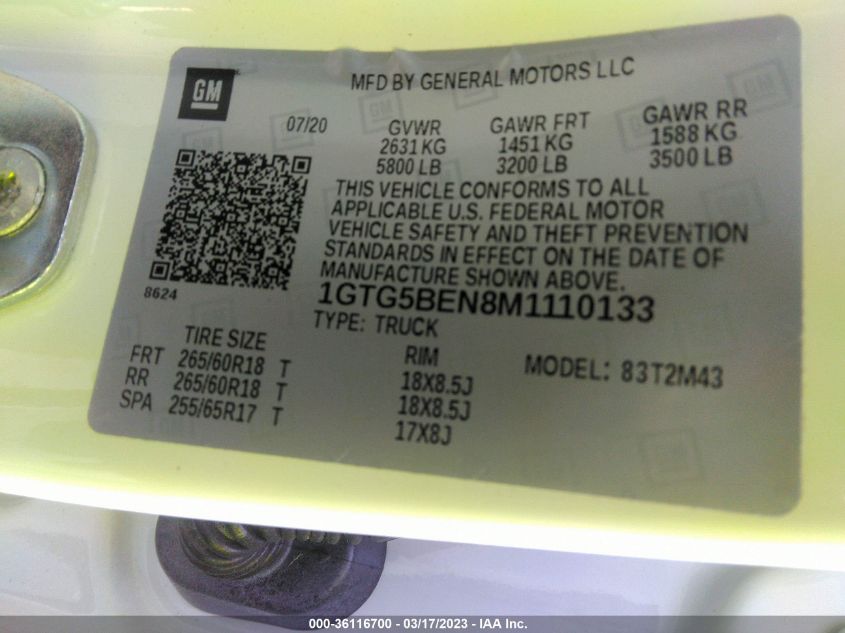 GM
MFD BY GENERAL MOTORS LLC
07/20
GVWR GAWR FRT GAWR RR
2631 KG 1451 KG 1588 KG
5800 LB 3200 LB 3500 LB
THIS VEHICLE CONFORMS TO ALL
APPLICABLE U.S. FEDERAL MOTOR
VEHICLE SAFETY AND THEFT PREVENTION
STANDARDS IN EFFECT ON THE DATE OF
MANUFACTURE SHOWN ABOVE.
8624
1GTG5BEN8M1110133
TYPE: TRUCK
TIRE SIZE RIM MODEL: 83T2M43
FRT 265/60R18 T 18X8.5J
RR 265/60R18 T 18X8.5J
SPA 255/65R17 T 17X8J
000-36116700 - 03/17/2023 - IAA Inc.